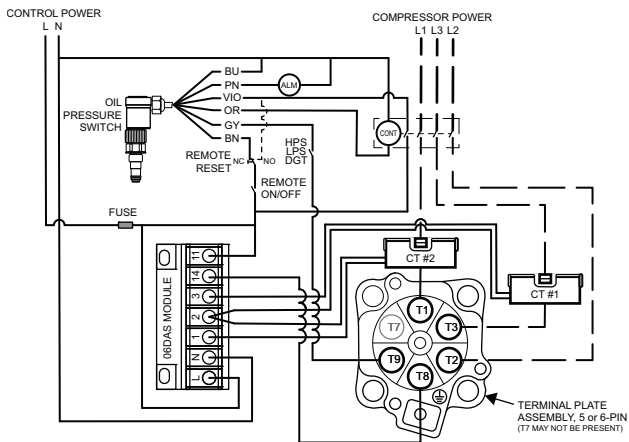 CONTROL POWER
L N
COMPRESSOR POWER
L1 L3 L2
BU
PN
ALM
VIO
OR
GY
BN
OIL
PRESSURE
SWITCH
CONT
HPS
LPS
DGT
REMOTE
RESET
NC
NO
REMOTE
ON/OFF
FUSE
06DAS MODULE
11
14
3
2
1
N
L
CT #2
CT #1
T1
T7
T3
T9
T2
T8
TERMINAL PLATE
ASSEMBLY, 5 or 6-PIN
(T7 MAY NOT BE PRESENT)